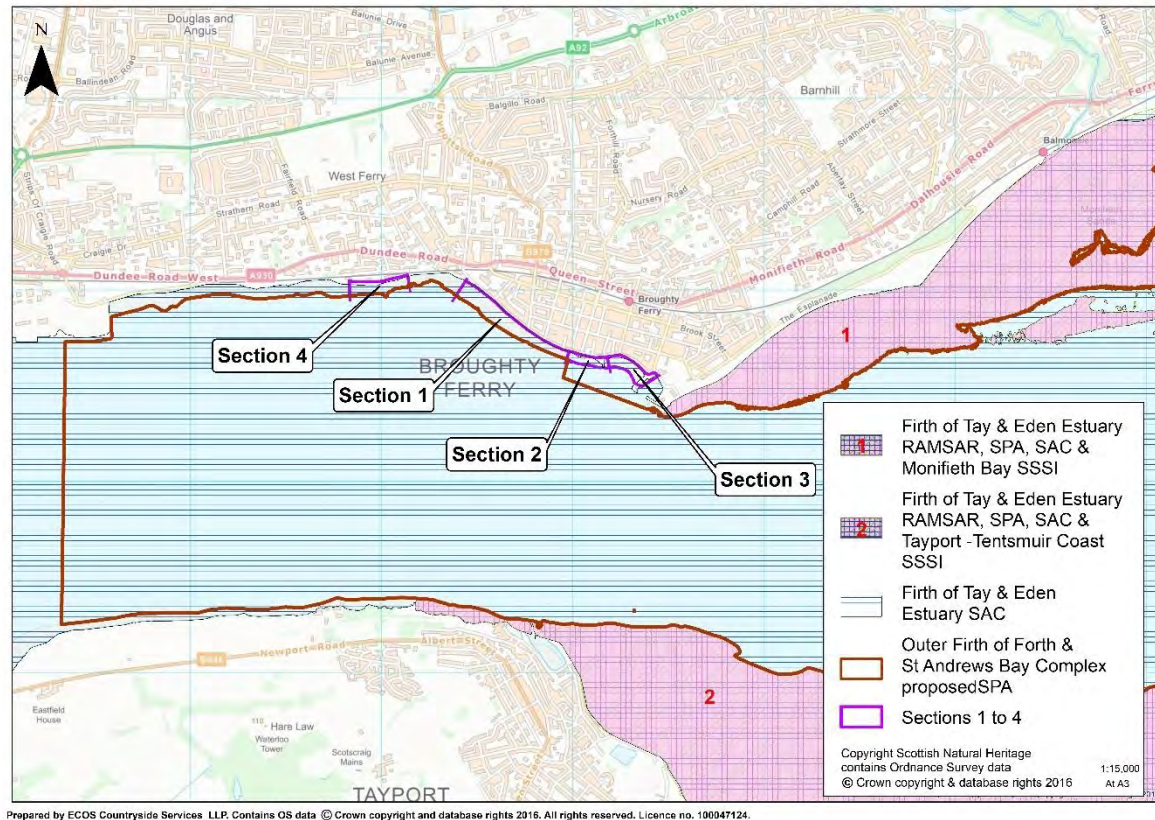 N
Douglas and
Angus
Balunie Drive
Balunie Avenue
Ballindean Road
A92
Arbroath
Balgillo Road
Barnhill
Forthill Road
Strathmore Street
Ferry
Balmossie
West Ferry
Strips of Craigie Road
Fairfield Road
Strathern Road
Nursery Road
Abertay Street
Camphill Road
Dalhousie Road
Craigie Dr
Dundee Road West
A930
Dundee Road
B978
Queen Street
Monifieth Road
Broughty
Ferry
The Esplanade
Brook Street
1
Section 4
Section 1
BROUGHTY
FERRY
Section 2
Section 3
1
Firth of Tay & Eden Estuary
RAMSAR, SPA, SAC &
Monifieth Bay SSSI
2
Firth of Tay & Eden Estuary
RAMSAR, SPA, SAC &
Tayport -Tentsmuir Coast
SSSI
Firth of Tay & Eden
Estuary SAC
Outer Firth of Forth &
St Andrews Bay Complex
proposedSPA
Sections 1 to 4
Copyright Scottish Natural Heritage
contains Ordnance Survey data
© Crown copyright & database rights 2016
1:15,000
At A3
Newport Road
Albert Street
2
Eastfield
House
110
Hare Law
Waterloo
Tower
Scotscraig
Mains
TAYPORT
Prepared by ECOS Countryside Services LLP. Contains OS data © Crown copyright and database rights 2016. All rights reserved. Licence no. 100047124.